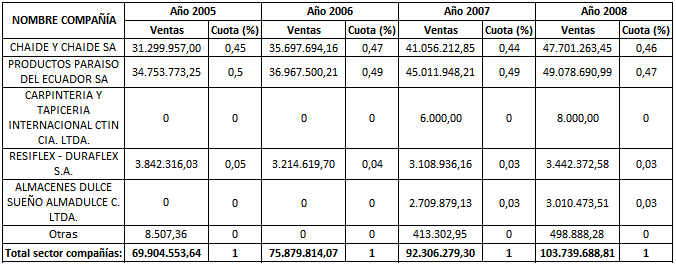 NOMBRE COMPAÑÍA Año 2005 Año 2006 Año 2007 Año 2008
Ventas Cuota (%) Ventas Cuota (%) Ventas Cuota (%) Ventas Cuota (%)
CHAIDE Y CHAIDE SA 31.299.957,00 0,45 35.697.694,16 0,47 41.056.212,85 0,44 47.701.263,45 0,46
PRODUCTOS PARAISO
DEL ECUADOR SA 34.753.773,25 0,5 36.967.500,21 0,49 45.011.948,21 0,49 49.078.690,99 0,47
CARPINTERIA Y
TAPICERIA
INTERNACIONAL CTIN
CIA. LTDA. 0 0 0 0 6.000,00 0 8.000,00 0
RESIFLEX - DURAFLEX
S.A. 3.842.316,03 0,05 3.214.619,70 0,04 3.108.936,16 0,03 3.442.372,58 0,03
ALMACENES DULCE
SUEÑO ALMADULCE C.
LTDA. 0 0 0 0 2.709.879,13 0,03 3.010.473,51 0,03
Otras 8.507,36 0 0 0 413.302,95 0 498.888,28 0
Total sector compañías: 69.904.553,64 1 75.879.814,07 1 92.306.279,30 1 103.739.688,81 1